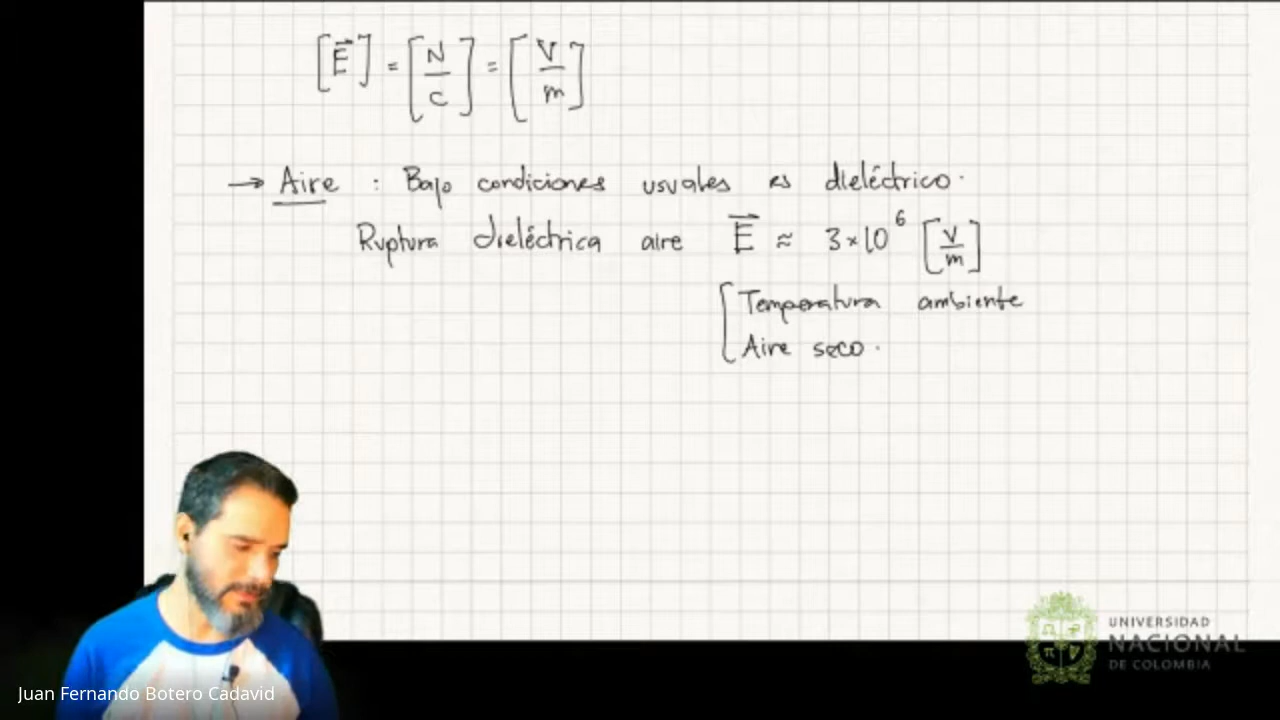 [E⃗] = [N/C] = [V/m]
→ Aire : Bajo condiciones usuales es dieléctrico.
Ruptura dieléctrica aire E⃗ ≈ 3×10⁶ [V/m]
Temperatura ambiente
Aire seco.
UNIVERSIDAD
NACIONAL
DE COLOMBIA
Juan Fernando Botero Cadavid